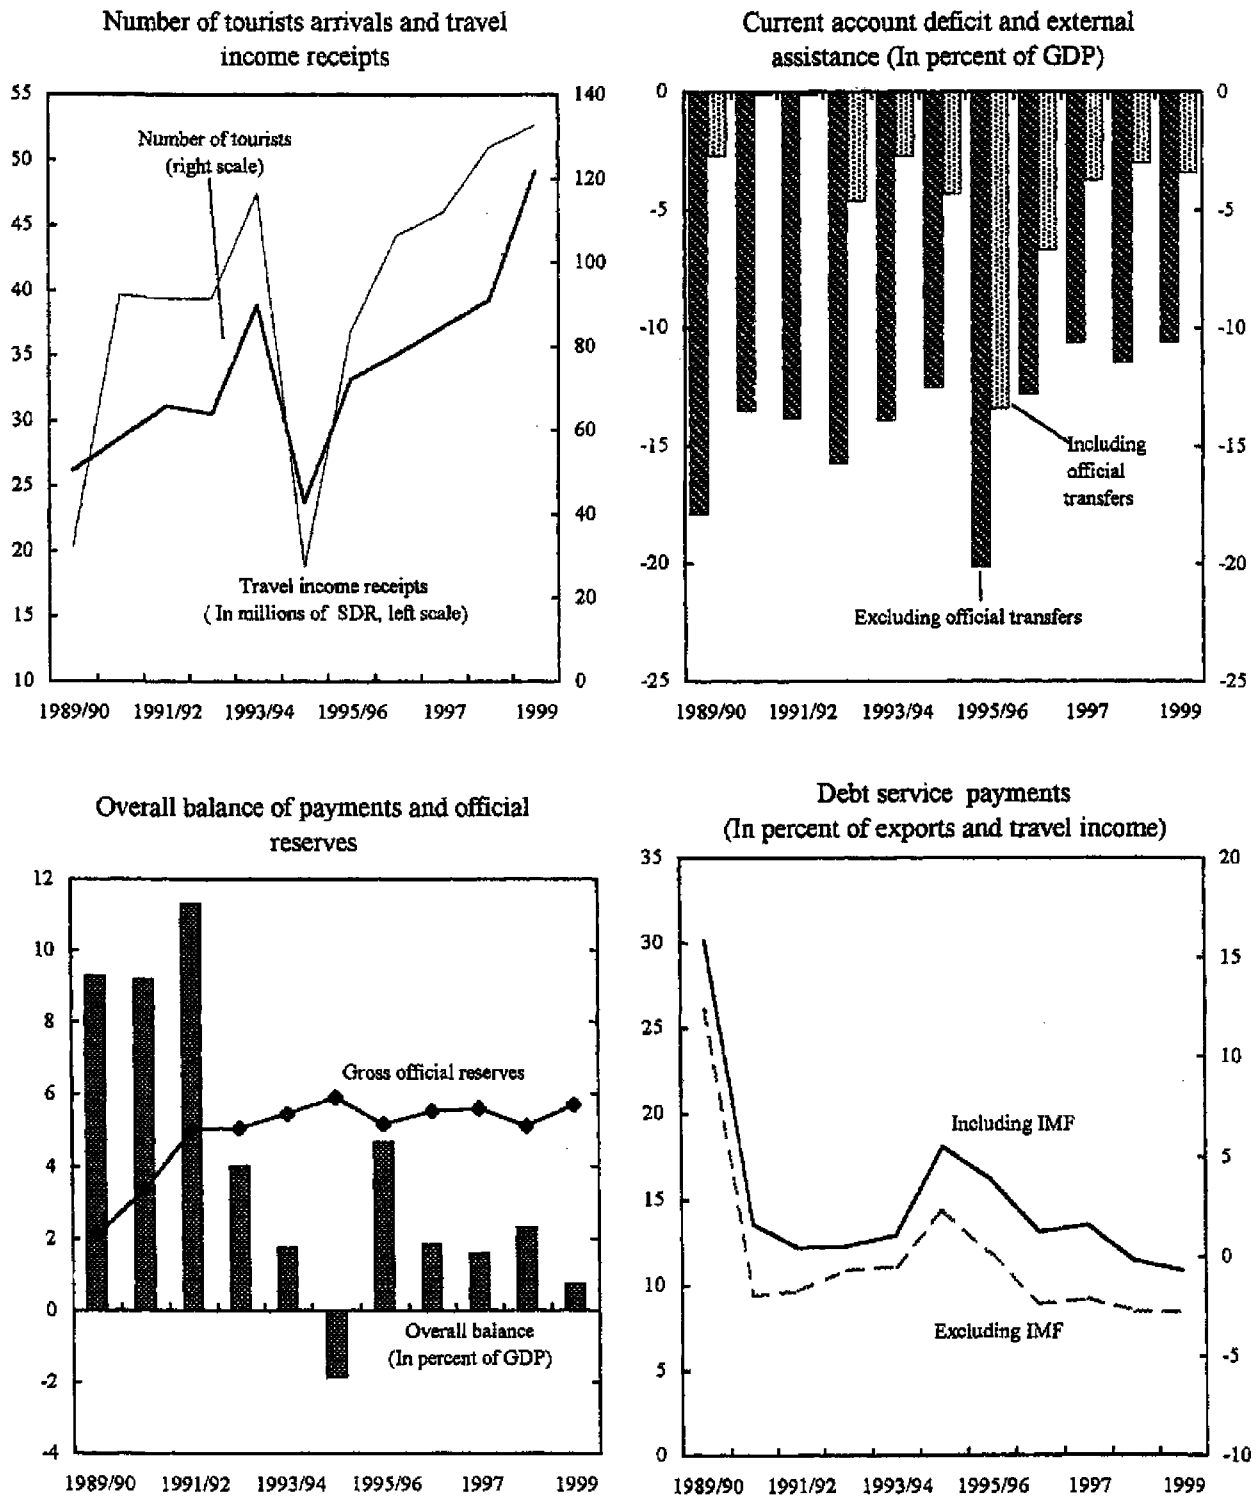 Number of tourists arrivals and travel
income receipts
55
50
45
40
35
30
25
20
15
10
140
120
100
80
60
40
20
0
Number of tourists
(right scale)
Travel income receipts
( In millions of SDR, left scale)
1989/90 1991/92 1993/94 1995/96 1997 1999
Current account deficit and external
assistance (In percent of GDP)
0
-5
-10
-15
-20
-25
0
-5
-10
-15
-20
-25
Including
official
transfers
Excluding official transfers
1989/90 1991/92 1993/94 1995/96 1997 1999
Overall balance of payments and official
reserves
12
10
8
6
4
2
0
-2
-4
Gross official reserves
Overall balance
(In percent of GDP)
1989/90 1991/92 1993/94 1995/96 1997 1999
Debt service payments
(In percent of exports and travel income)
35
30
25
20
15
10
5
0
20
15
10
5
0
-5
-10
Including IMF
Excluding IMF
1989/90 1991/92 1993/94 1995/96 1997 1999